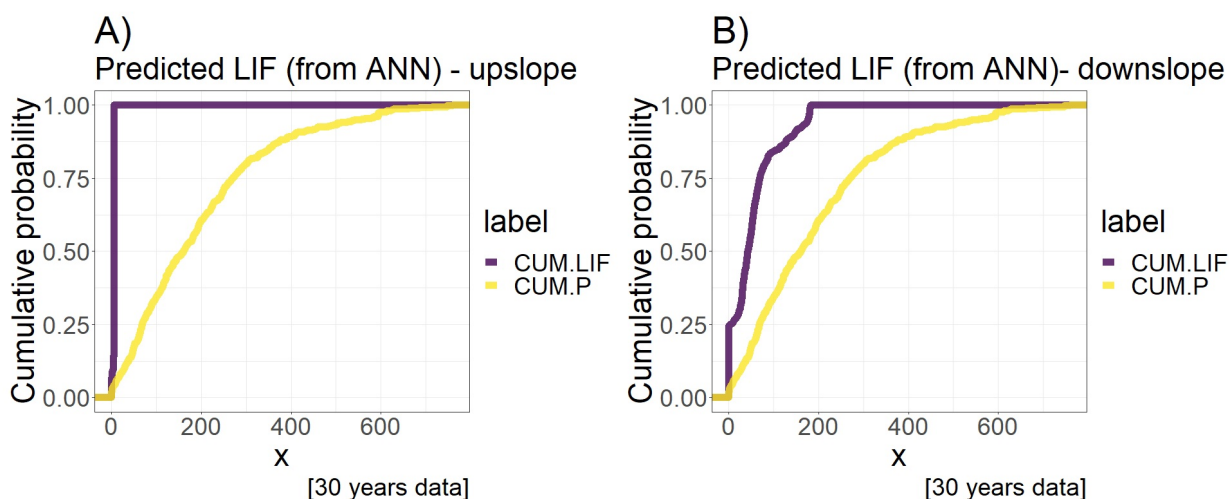 A)
Predicted LIF (from ANN) - upslope
Cumulative probability
1.00
0.75
0.50
0.25
0.00
0
200
400
600
x
[30 years data]
label
CUM.LIF
CUM.P
B)
Predicted LIF (from ANN)- downslope
Cumulative probability
1.00
0.75
0.50
0.25
0.00
0
200
400
600
x
[30 years data]
label
CUM.LIF
CUM.P